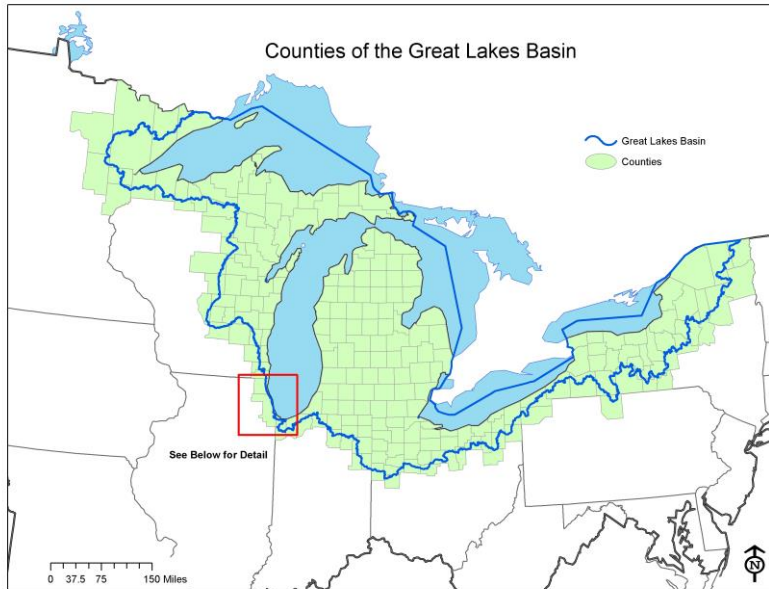 Counties of the Great Lakes Basin
Great Lakes Basin
Counties
See Below for Detail
0 37.5 75 150 Miles
N